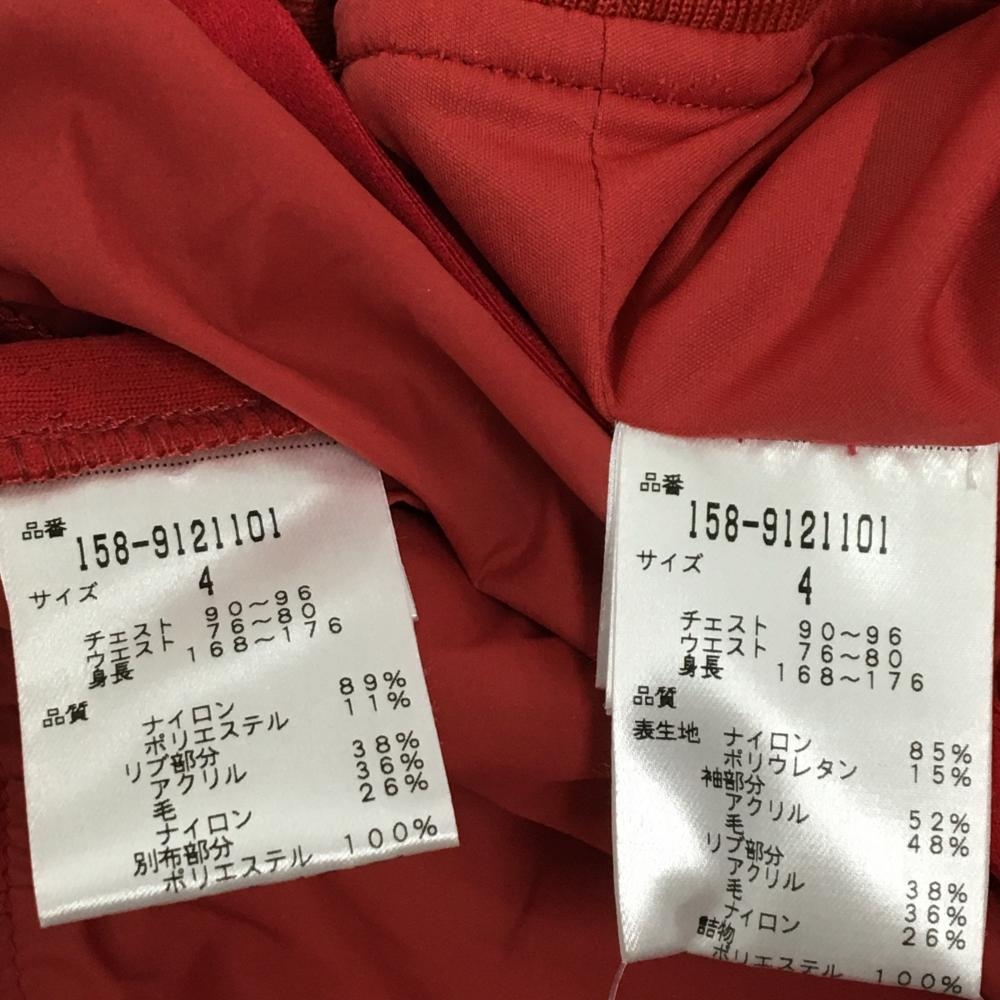 品番
158-9121101
サイズ 4
チェスト 90～96
ウエスト 76～80
身長 168～176
品質
ナイロン 89%
ポリエステル 11%
リブ部分
アクリル 38%
毛 36%
ナイロン 26%
別布部分
ポリエステル 100%
品番
158-9121101
サイズ 4
チェスト 90～96
ウエスト 76～80
身長 168～176
品質
表生地 ナイロン 85%
ポリウレタン 15%
袖部分
アクリル 52%
毛 48%
リブ部分
アクリル 38%
毛 36%
ナイロン 26%
詰物
ポリエステル 100%